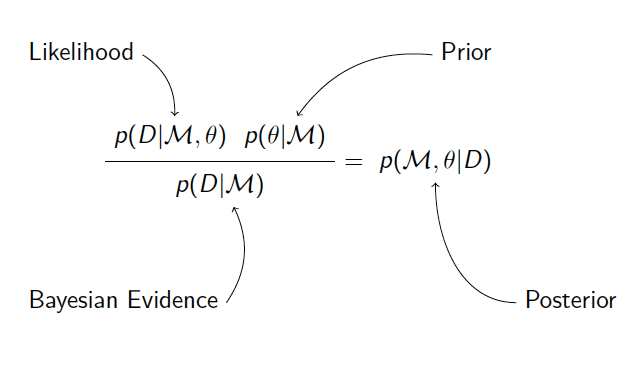 Likelihood Prior
p(D|ℳ, θ) p(θ|ℳ)
= p(ℳ, θ|D)
p(D|ℳ)
Bayesian Evidence Posterior